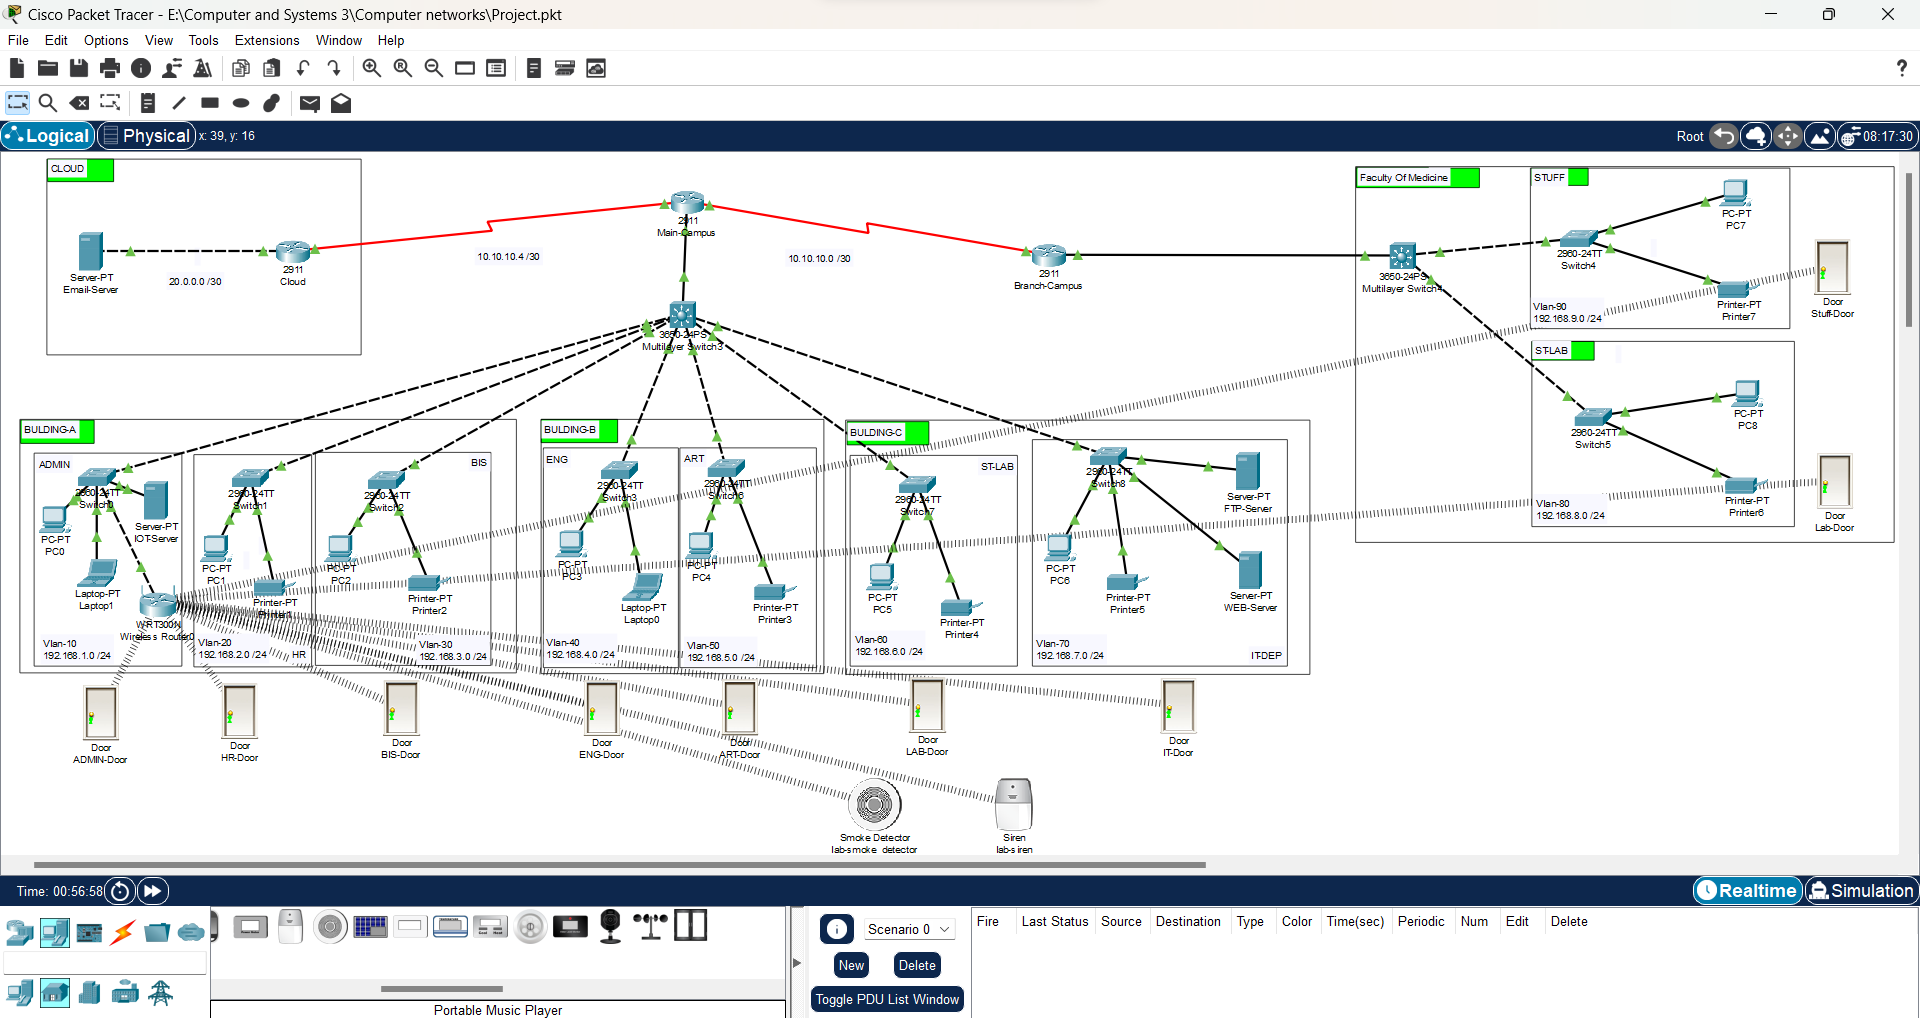 Cisco Packet Tracer - E:\Computer and Systems 3\Computer networks\Project.pkt
File Edit Options View Tools Extensions Window Help
?
Logical Physical x: 39, y: 16
Root 08:17:30
CLOUD
Server-PT
Email-Server
20.0.0.0 /30
2911
Cloud
10.10.10.4 /30
2911
Main-Campus
10.10.10.0 /30
2911
Branch-Campus
3650-24PS
Multilayer Switch3
Faculty Of Medicine
3650-24PS
Multilayer Switch4
STUFF
PC-PT
PC7
2960-24TT
Switch4
Printer-PT
Printer7
Vlan-90
192.168.9.0 /24
Door
Stuff-Door
ST-LAB
PC-PT
PC8
2960-24TT
Switch5
Printer-PT
Printer6
Vlan-80
192.168.8.0 /24
Door
Lab-Door
BULDING-A
ADMIN
2960-24TT
Switch0
PC-PT
PC0
Server-PT
IOT-Server
Laptop-PT
Laptop1
WRT300N
Wireless Router0
Vlan-10
192.168.1.0 /24
2960-24TT
Switch1
PC-PT
PC1
Printer-PT
Printer1
Vlan-20
192.168.2.0 /24
HR
BIS
2960-24TT
Switch2
PC-PT
PC2
Printer-PT
Printer2
Vlan-30
192.168.3.0 /24
BULDING-B
ENG
2960-24TT
Switch3
PC-PT
PC3
Laptop-PT
Laptop0
Vlan-40
192.168.4.0 /24
ART
2960-24TT
Switch6
PC-PT
PC4
Printer-PT
Printer3
Vlan-50
192.168.5.0 /24
BULDING-C
ST-LAB
2960-24TT
Switch7
PC-PT
PC5
Printer-PT
Printer4
Vlan-60
192.168.6.0 /24
2960-24TT
Switch8
Server-PT
FTP-Server
PC-PT
PC6
Printer-PT
Printer5
Server-PT
WEB-Server
Vlan-70
192.168.7.0 /24
IT-DEP
Door
ADMIN-Door
Door
HR-Door
Door
BIS-Door
Door
ENG-Door
Door
ART-Door
Door
LAB-Door
Door
IT-Door
Smoke Detector
lab-smoke detector
Siren
lab-siren
Time: 00:56:58
Realtime Simulation
Scenario 0
New Delete
Toggle PDU List Window
Fire Last Status Source Destination Type Color Time(sec) Periodic Num Edit Delete
Portable Music Player